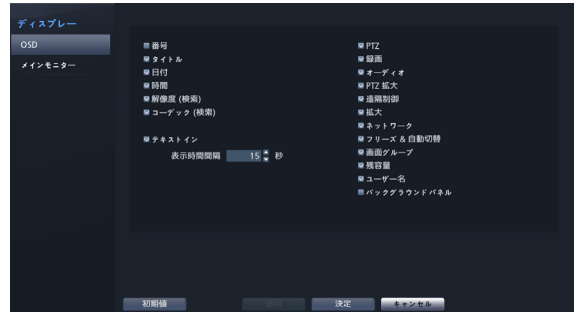 ディスプレー
OSD
メインモニター
番号
タイトル
日付
時間
解像度 (検索)
コーデック (検索)
テキストイン
表示時間間隔 15 秒
PTZ
録画
オーディオ
PTZ 拡大
遠隔制御
拡大
ネットワーク
フリーズ & 自動切替
画面グループ
残容量
ユーザー名
バックグラウンドパネル
初期値 決定 キャンセル